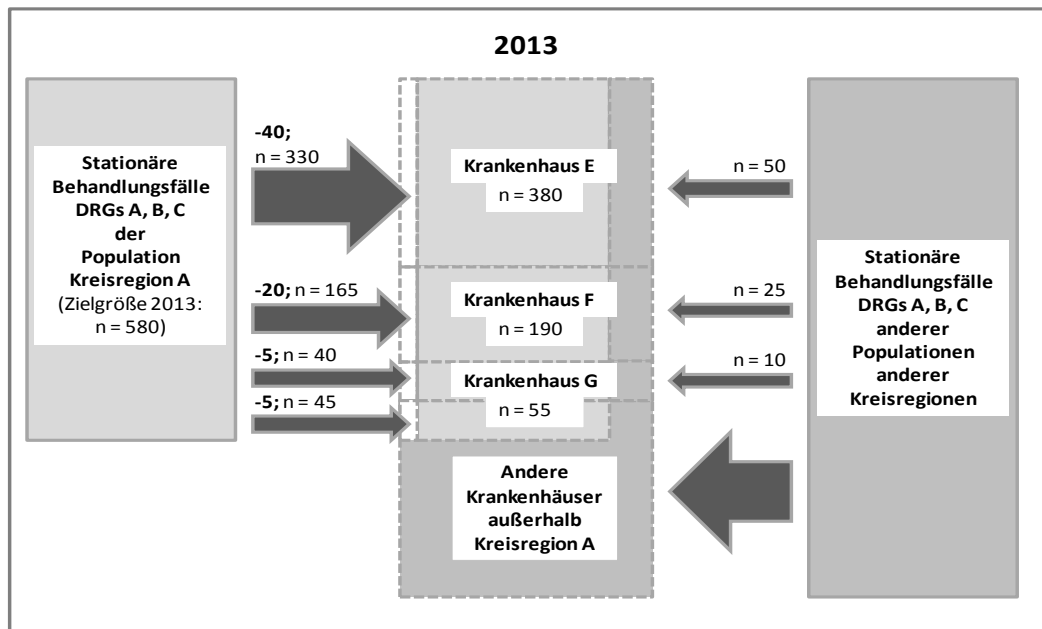 2013
Stationäre
Behandlungsfälle
DRGs A, B, C
der
Population
Kreisregion A
(Zielgröße 2013:
n = 580)
-40;
n = 330
-20; n = 165
-5; n = 40
-5; n = 45
Krankenhaus E
n = 380
Krankenhaus F
n = 190
Krankenhaus G
n = 55
Andere
Krankenhäuser
außerhalb
Kreisregion A
n = 50
n = 25
n = 10
Stationäre
Behandlungsfälle
DRGs A, B, C
anderer
Populationen
anderer
Kreisregionen